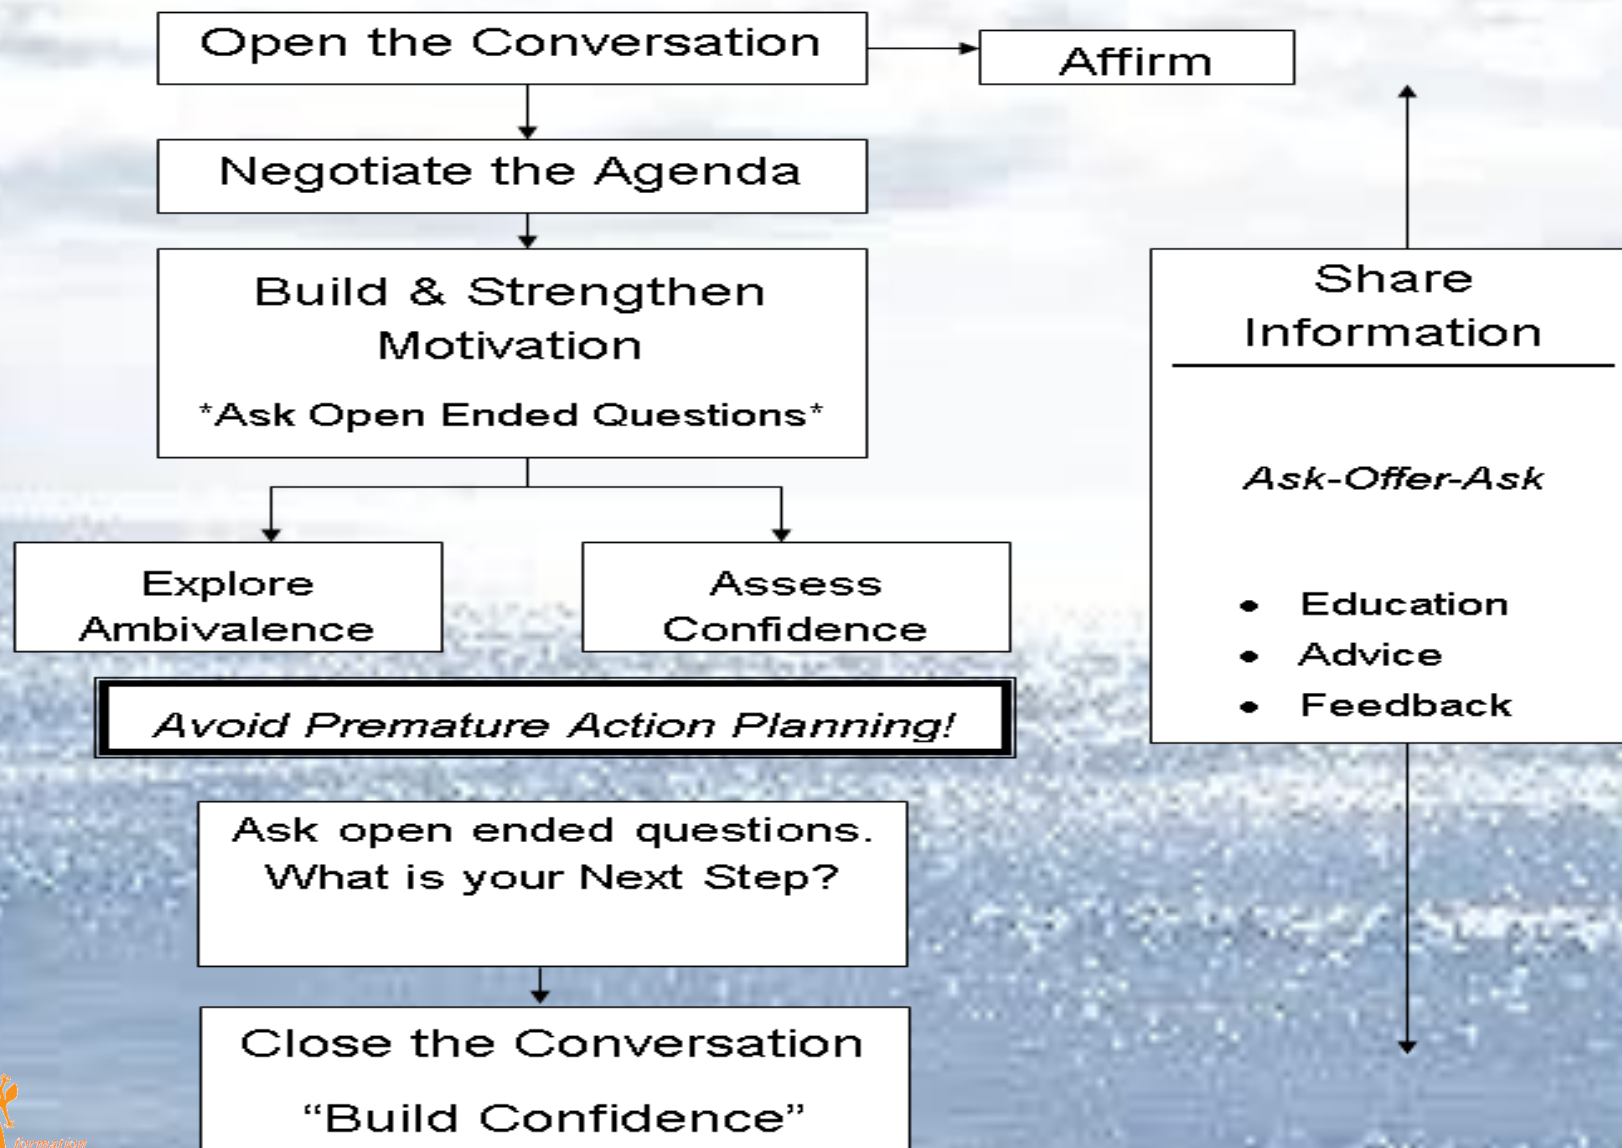 Open the Conversation
Affirm
Negotiate the Agenda
Build & Strengthen
Motivation
*Ask Open Ended Questions*
Explore
Ambivalence
Assess
Confidence
Avoid Premature Action Planning!
Ask open ended questions.
What is your Next Step?
Close the Conversation
“Build Confidence”
Share
Information
Ask-Offer-Ask
• Education
• Advice
• Feedback
formation